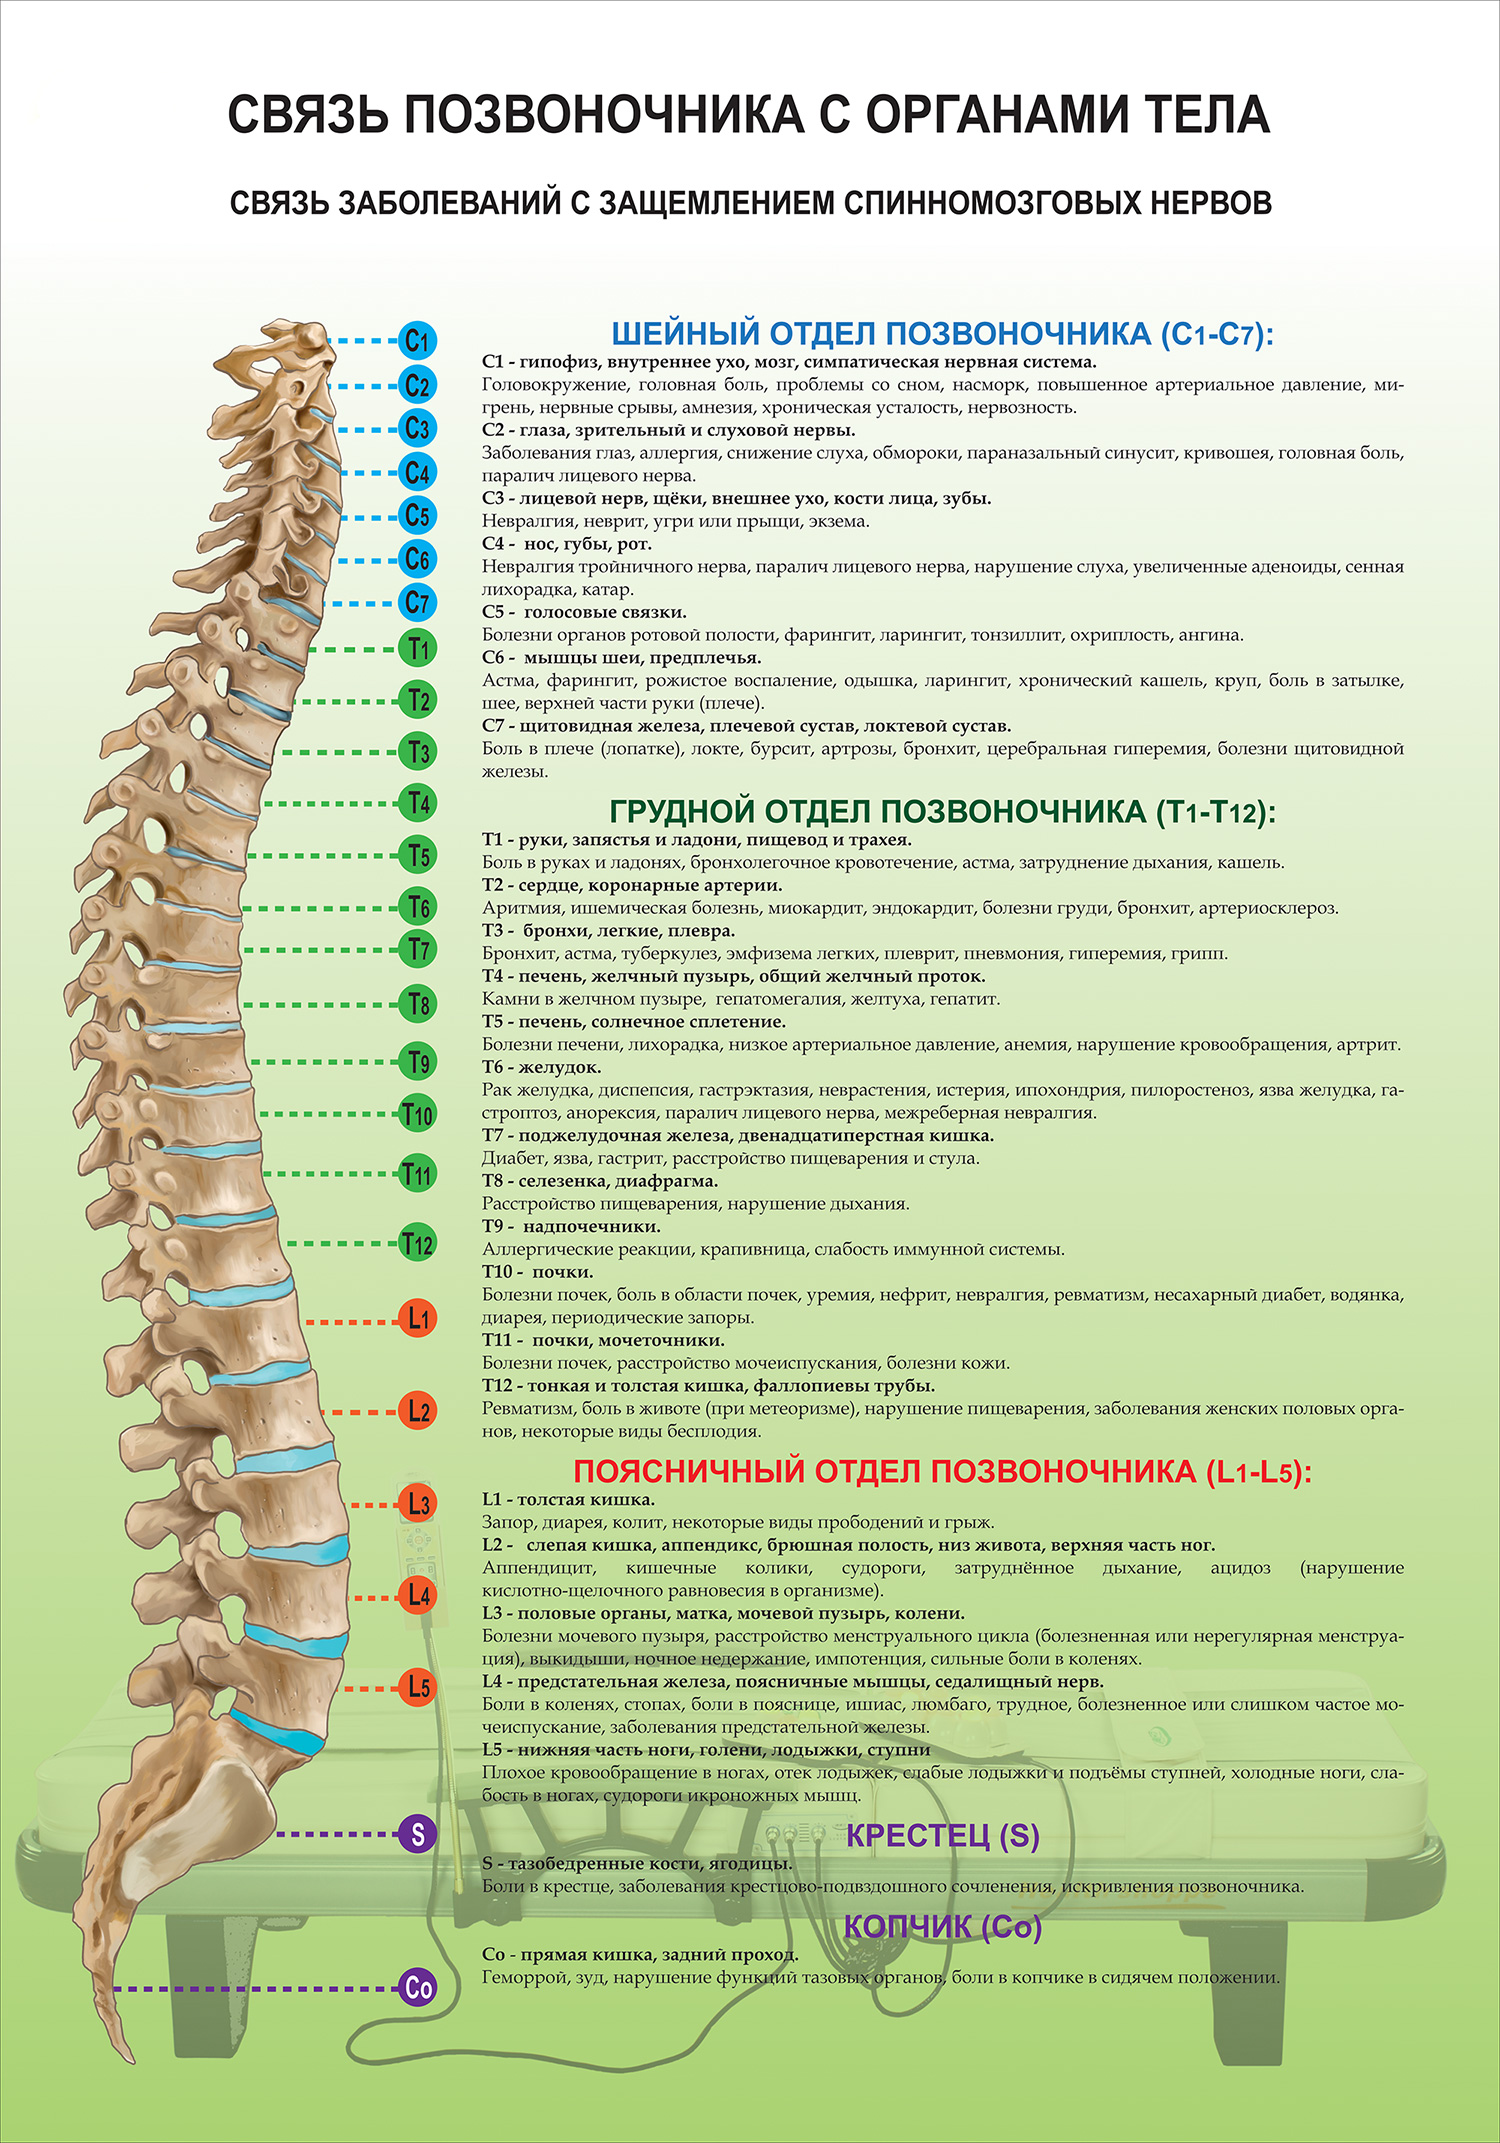 СВЯЗЬ ПОЗВОНОЧНИКА С ОРГАНАМИ ТЕЛА
СВЯЗЬ ЗАБОЛЕВАНИЙ С ЗАЩЕМЛЕНИЕМ СПИННОМОЗГОВЫХ НЕРВОВ
C1
C2
C3
C4
C5
C6
C7
T1
T2
T3
T4
T5
T6
T7
T8
T9
T10
T11
T12
L1
L2
L3
L4
L5
S
Co
ШЕЙНЫЙ ОТДЕЛ ПОЗВОНОЧНИКА (C1-C7):
C1 - гипофиз, внутреннее ухо, мозг, симпатическая нервная система.
Головокружение, головная боль, проблемы со сном, насморк, повышенное артериальное давление, ми-
грень, нервные срывы, амнезия, хроническая усталость, нервозность.
C2 - глаза, зрительный и слуховой нервы.
Заболевания глаз, аллергия, снижение слуха, обмороки, параназальный синусит, кривошея, головная боль,
паралич лицевого нерва.
C3 - лицевой нерв, щёки, внешнее ухо, кости лица, зубы.
Невралгия, неврит, угри или прыщи, экзема.
C4 - нос, губы, рот.
Невралгия тройничного нерва, паралич лицевого нерва, нарушение слуха, увеличенные аденоиды, сенная
лихорадка, катар.
C5 - голосовые связки.
Болезни органов ротовой полости, фарингит, ларингит, тонзиллит, охриплость, ангина.
C6 - мышцы шеи, предплечья.
Астма, фарингит, рожистое воспаление, одышка, ларингит, хронический кашель, круп, боль в затылке,
шее, верхней части руки (плече).
C7 - щитовидная железа, плечевой сустав, локтевой сустав.
Боль в плече (лопатке), локте, бурсит, артрозы, бронхит, церебральная гиперемия, болезни щитовидной
железы.
ГРУДНОЙ ОТДЕЛ ПОЗВОНОЧНИКА (T1-T12):
T1 - руки, запястья и ладони, пищевод и трахея.
Боль в руках и ладонях, бронхолегочное кровотечение, астма, затруднение дыхания, кашель.
T2 - сердце, коронарные артерии.
Аритмия, ишемическая болезнь, миокардит, эндокардит, болезни груди, бронхит, артериосклероз.
T3 - бронхи, легкие, плевра.
Бронхит, астма, туберкулез, эмфизема легких, плеврит, пневмония, гиперемия, грипп.
T4 - печень, желчный пузырь, общий желчный проток.
Камни в желчном пузыре, гепатомегалия, желтуха, гепатит.
T5 - печень, солнечное сплетение.
Болезни печени, лихорадка, низкое артериальное давление, анемия, нарушение кровообращения, артрит.
T6 - желудок.
Рак желудка, диспепсия, гастрэктазия, неврастения, истерия, ипохондрия, пилоростеноз, язва желудка, га-
строптоз, анорексия, паралич лицевого нерва, межреберная невралгия.
T7 - поджелудочная железа, двенадцатиперстная кишка.
Диабет, язва, гастрит, расстройство пищеварения и стула.
T8 - селезенка, диафрагма.
Расстройство пищеварения, нарушение дыхания.
T9 - надпочечники.
Аллергические реакции, крапивница, слабость иммунной системы.
T10 - почки.
Болезни почек, боль в области почек, уремия, нефрит, невралгия, ревматизм, несахарный диабет, водянка,
диарея, периодические запоры.
T11 - почки, мочеточники.
Болезни почек, расстройство мочеиспускания, болезни кожи.
T12 - тонкая и толстая кишка, фаллопиевы трубы.
Ревматизм, боль в животе (при метеоризме), нарушение пищеварения, заболевания женских половых орга-
нов, некоторые виды бесплодия.
ПОЯСНИЧНЫЙ ОТДЕЛ ПОЗВОНОЧНИКА (L1-L5):
L1 - толстая кишка.
Запор, диарея, колит, некоторые виды прободений и грыж.
L2 - слепая кишка, аппендикс, брюшная полость, низ живота, верхняя часть ног.
Аппендицит, кишечные колики, судороги, затруднённое дыхание, ацидоз (нарушение
кислотно-щелочного равновесия в организме).
L3 - половые органы, матка, мочевой пузырь, колени.
Болезни мочевого пузыря, расстройство менструального цикла (болезненная или нерегулярная менструа-
ция), выкидыши, ночное недержание, импотенция, сильные боли в коленях.
L4 - предстательная железа, поясничные мышцы, седалищный нерв.
Боли в коленях, стопах, боли в пояснице, ишиас, люмбаго, трудное, болезненное или слишком частое мо-
чеиспускание, заболевания предстательной железы.
L5 - нижняя часть ноги, голени, лодыжки, ступни
Плохое кровообращение в ногах, отек лодыжек, слабые лодыжки и подъёмы ступней, холодные ноги, сла-
бость в ногах, судороги икроножных мышц.
КРЕСТЕЦ (S)
S - тазобедренные кости, ягодицы.
Боли в крестце, заболевания крестцово-подвздошного сочленения, искривления позвоночника.
КОПЧИК (Co)
Co - прямая кишка, задний проход.
Геморрой, зуд, нарушение функций тазовых органов, боли в копчике в сидячем положении.